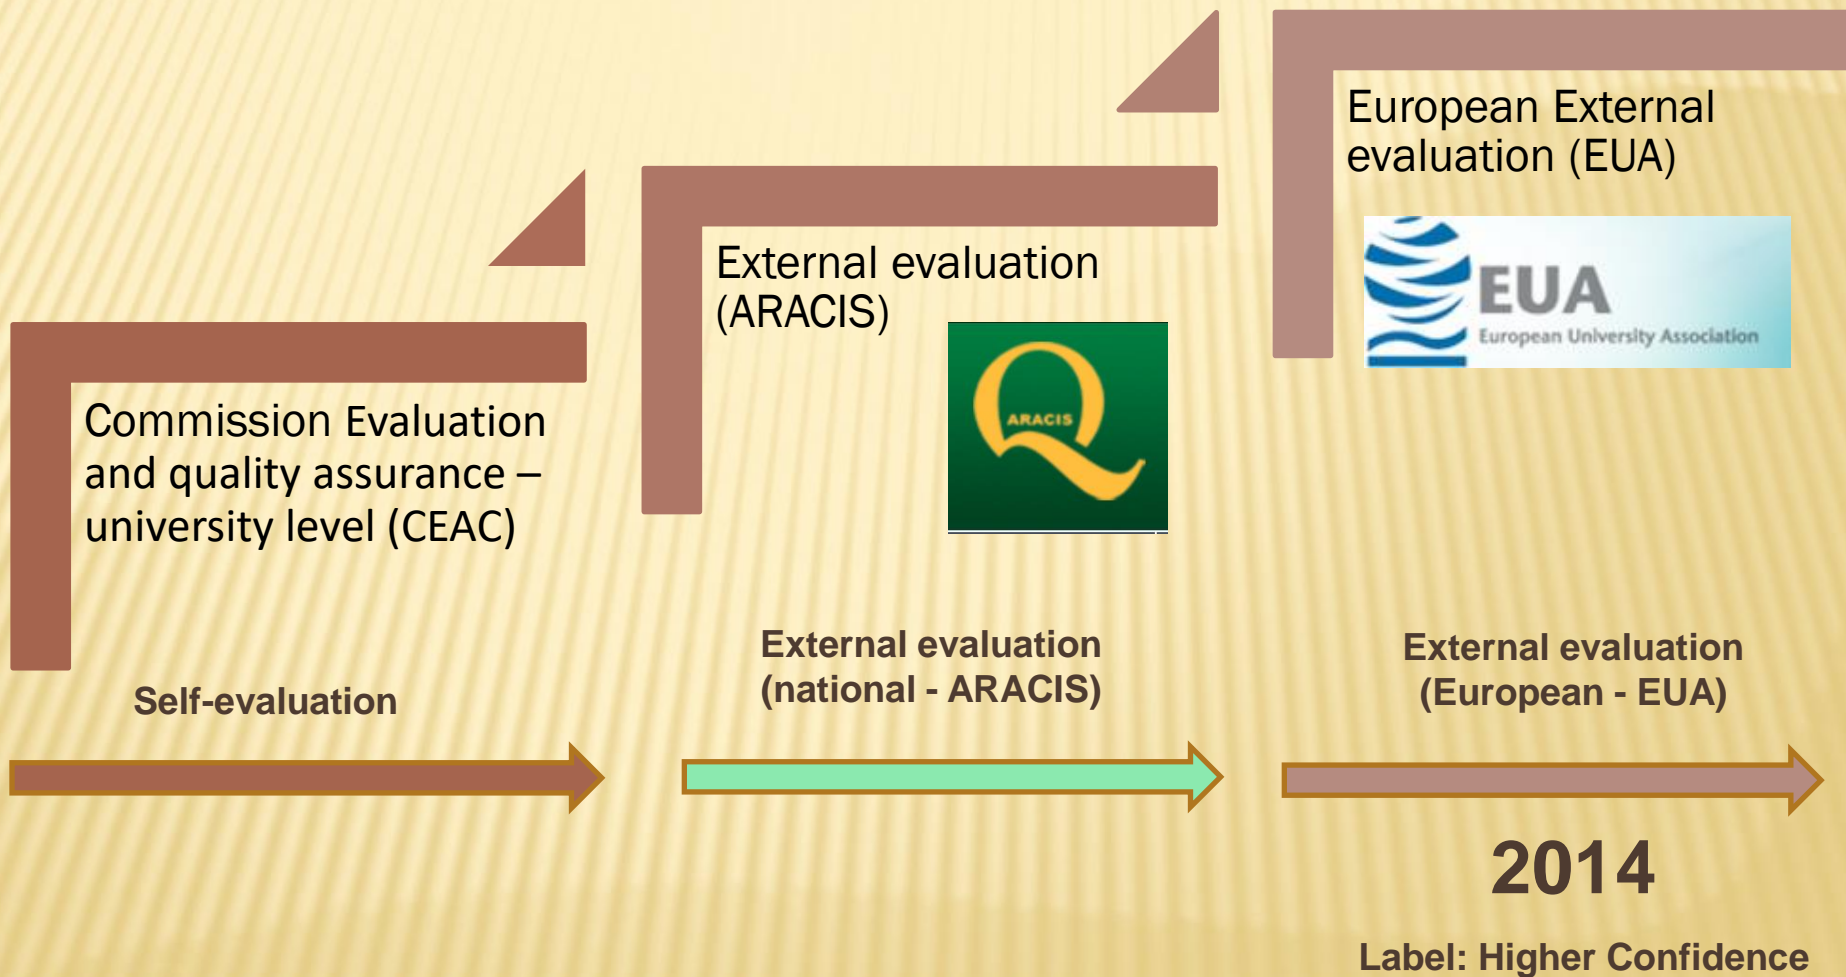 European External
evaluation (EUA)
EUA
European University Association
External evaluation
(ARACIS)
ARACIS
Commission Evaluation
and quality assurance –
university level (CEAC)
Self-evaluation
External evaluation
(national - ARACIS)
External evaluation
(European - EUA)
2014
Label: Higher Confidence